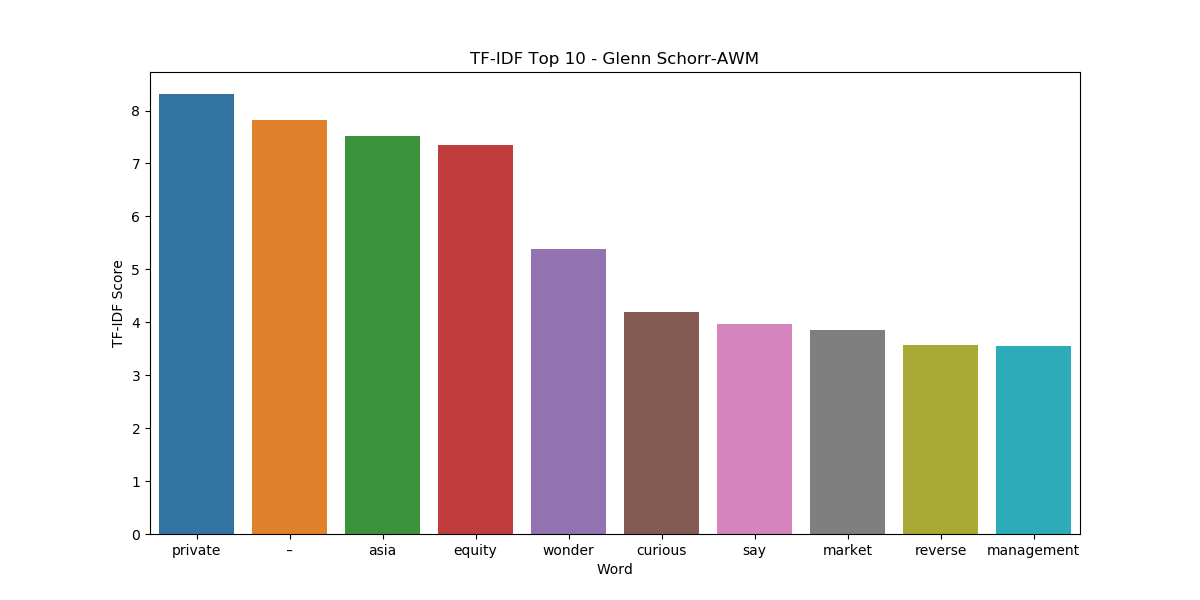 TF-IDF Top 10 - Glenn Schorr-AWM
TF-IDF Score
8
7
6
5
4
3
2
1
0
private – asia equity wonder curious say market reverse management
Word